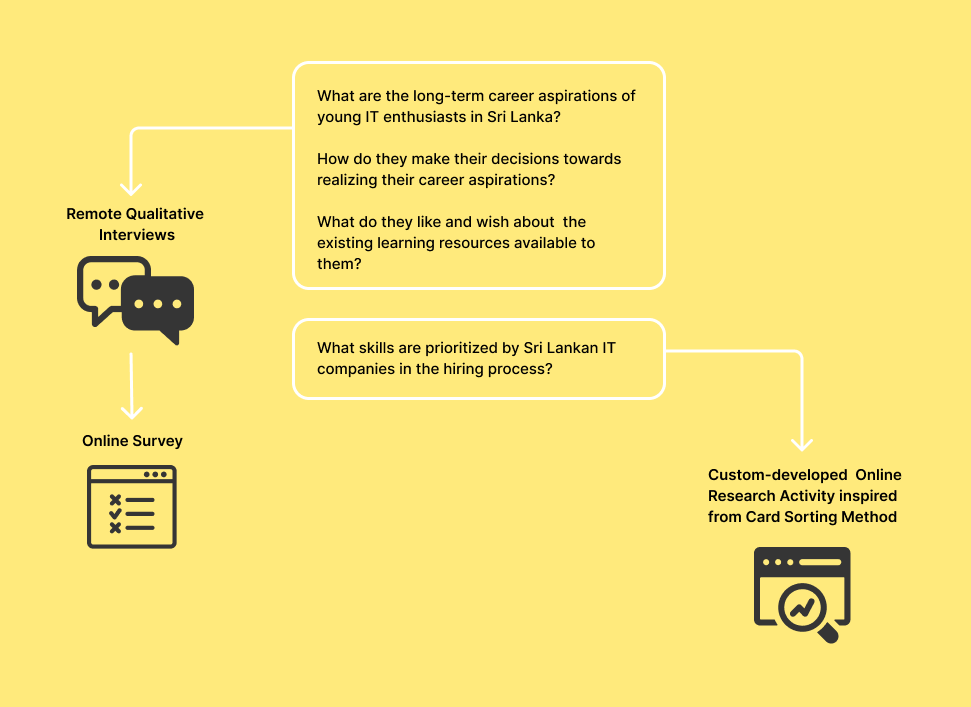 What are the long-term career aspirations of
young IT enthusiasts in Sri Lanka?
How do they make their decisions towards
realizing their career aspirations?
What do they like and wish about  the
existing learning resources available to
them?
Remote Qualitative
Interviews
What skills are prioritized by Sri Lankan IT
companies in the hiring process?
Online Survey
Custom-developed  Online
Research Activity inspired
from Card Sorting Method